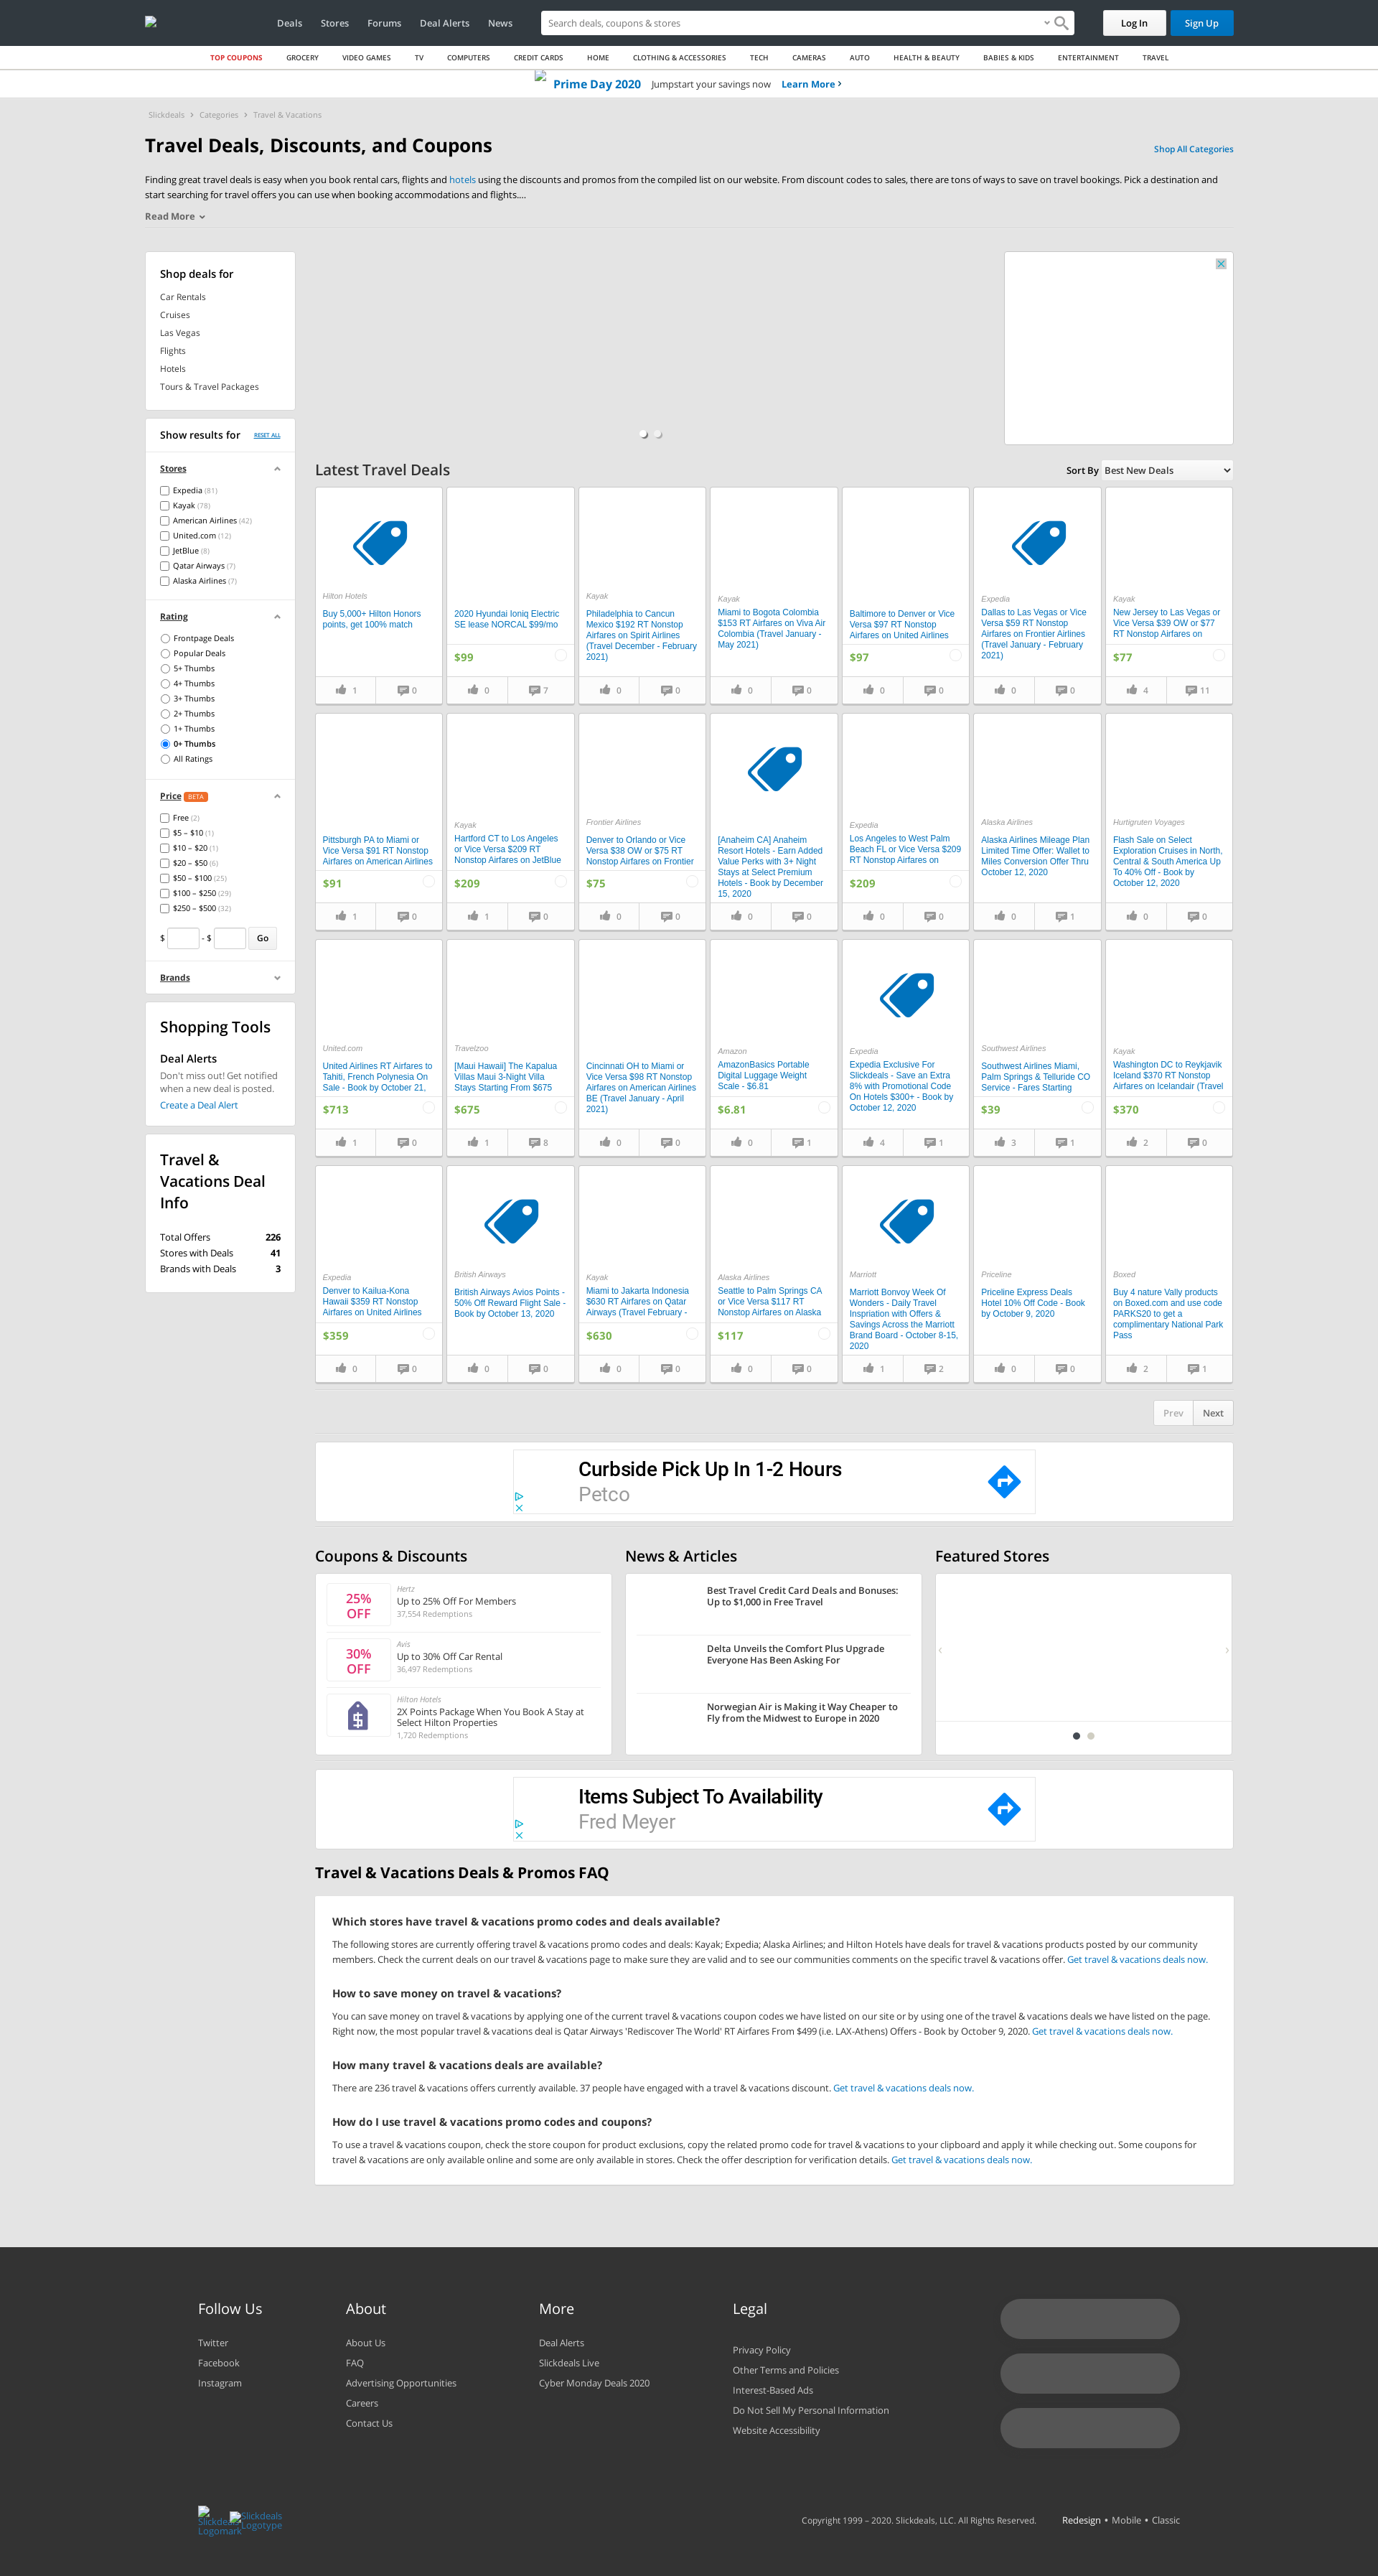 Deals Stores Forums Deal Alerts News
Search deals, coupons & stores
Log In Sign Up
TOP COUPONS GROCERY VIDEO GAMES TV COMPUTERS CREDIT CARDS HOME CLOTHING & ACCESSORIES TECH CAMERAS AUTO HEALTH & BEAUTY BABIES & KIDS ENTERTAINMENT TRAVEL
Prime Day 2020 Jumpstart your savings now Learn More
Slickdeals > Categories > Travel & Vacations
Travel Deals, Discounts, and Coupons
Shop All Categories
Finding great travel deals is easy when you book rental cars, flights and hotels using the discounts and promos from the compiled list on our website. From discount codes to sales, there are tons of ways to save on travel bookings. Pick a destination and
start searching for travel offers you can use when booking accommodations and flights....
Read More
Shop deals for
Car Rentals
Cruises
Las Vegas
Flights
Hotels
Tours & Travel Packages
Show results for RESET ALL
Stores
Expedia (81)
Kayak (78)
American Airlines (42)
United.com (12)
JetBlue (8)
Qatar Airways (7)
Alaska Airlines (7)
Rating
Frontpage Deals
Popular Deals
5+ Thumbs
4+ Thumbs
3+ Thumbs
2+ Thumbs
1+ Thumbs
0+ Thumbs
All Ratings
Price BETA
Free (2)
$5 – $10 (1)
$10 – $20 (1)
$20 – $50 (6)
$50 – $100 (25)
$100 – $250 (29)
$250 – $500 (32)
$ - $ Go
Brands
Shopping Tools
Deal Alerts
Don't miss out! Get notified
when a new deal is posted.
Create a Deal Alert
Travel &
Vacations Deal
Info
Total Offers 226
Stores with Deals 41
Brands with Deals 3
Latest Travel Deals
Sort By Best New Deals
Hilton Hotels
Buy 5,000+ Hilton Honors
points, get 100% match
1 0
2020 Hyundai Ioniq Electric
SE lease NORCAL $99/mo
$99
0 7
Kayak
Philadelphia to Cancun
Mexico $192 RT Nonstop
Airfares on Spirit Airlines
(Travel December - February
2021)
0 0
Kayak
Miami to Bogota Colombia
$153 RT Airfares on Viva Air
Colombia (Travel January -
May 2021)
0 0
Baltimore to Denver or Vice
Versa $97 RT Nonstop
Airfares on United Airlines
$97
0 0
Expedia
Dallas to Las Vegas or Vice
Versa $59 RT Nonstop
Airfares on Frontier Airlines
(Travel January - February
2021)
0 0
Kayak
New Jersey to Las Vegas or
Vice Versa $39 OW or $77
RT Nonstop Airfares on
$77
4 11
Pittsburgh PA to Miami or
Vice Versa $91 RT Nonstop
Airfares on American Airlines
$91
1 0
Kayak
Hartford CT to Los Angeles
or Vice Versa $209 RT
Nonstop Airfares on JetBlue
$209
1 0
Frontier Airlines
Denver to Orlando or Vice
Versa $38 OW or $75 RT
Nonstop Airfares on Frontier
$75
0 0
[Anaheim CA] Anaheim
Resort Hotels - Earn Added
Value Perks with 3+ Night
Stays at Select Premium
Hotels - Book by December
15, 2020
0 0
Expedia
Los Angeles to West Palm
Beach FL or Vice Versa $209
RT Nonstop Airfares on
$209
0 0
Alaska Airlines
Alaska Airlines Mileage Plan
Limited Time Offer: Wallet to
Miles Conversion Offer Thru
October 12, 2020
0 1
Hurtigruten Voyages
Flash Sale on Select
Exploration Cruises in North,
Central & South America Up
To 40% Off - Book by
October 12, 2020
0 0
United.com
United Airlines RT Airfares to
Tahiti, French Polynesia On
Sale - Book by October 21,
$713
1 0
Travelzoo
[Maui Hawaii] The Kapalua
Villas Maui 3-Night Villa
Stays Starting From $675
$675
1 8
Cincinnati OH to Miami or
Vice Versa $98 RT Nonstop
Airfares on American Airlines
BE (Travel January - April
2021)
0 0
Amazon
AmazonBasics Portable
Digital Luggage Weight
Scale - $6.81
$6.81
0 1
Expedia
Expedia Exclusive For
Slickdeals - Save an Extra
8% with Promotional Code
On Hotels $300+ - Book by
October 12, 2020
4 1
Southwest Airlines
Southwest Airlines Miami,
Palm Springs & Telluride CO
Service - Fares Starting
$39
3 1
Kayak
Washington DC to Reykjavik
Iceland $370 RT Nonstop
Airfares on Icelandair (Travel
$370
2 0
Expedia
Denver to Kailua-Kona
Hawaii $359 RT Nonstop
Airfares on United Airlines
$359
0 0
British Airways
British Airways Avios Points -
50% Off Reward Flight Sale -
Book by October 13, 2020
0 0
Kayak
Miami to Jakarta Indonesia
$630 RT Airfares on Qatar
Airways (Travel February -
$630
0 0
Alaska Airlines
Seattle to Palm Springs CA
or Vice Versa $117 RT
Nonstop Airfares on Alaska
$117
0 0
Marriott
Marriott Bonvoy Week Of
Wonders - Daily Travel
Inspriation with Offers &
Savings Across the Marriott
Brand Board - October 8-15,
2020
1 2
Priceline
Priceline Express Deals
Hotel 10% Off Code - Book
by October 9, 2020
0 0
Boxed
Buy 4 nature Vally products
on Boxed.com and use code
PARKS20 to get a
complimentary National Park
Pass
2 1
Prev Next
Curbside Pick Up In 1-2 Hours
Petco
Coupons & Discounts
25%
OFF
Hertz
Up to 25% Off For Members
37,554 Redemptions
30%
OFF
Avis
Up to 30% Off Car Rental
36,497 Redemptions
Hilton Hotels
2X Points Package When You Book A Stay at
Select Hilton Properties
1,720 Redemptions
News & Articles
Best Travel Credit Card Deals and Bonuses:
Up to $1,000 in Free Travel
Delta Unveils the Comfort Plus Upgrade
Everyone Has Been Asking For
Norwegian Air is Making it Way Cheaper to
Fly from the Midwest to Europe in 2020
Featured Stores
Items Subject To Availability
Fred Meyer
Travel & Vacations Deals & Promos FAQ
Which stores have travel & vacations promo codes and deals available?
The following stores are currently offering travel & vacations promo codes and deals: Kayak; Expedia; Alaska Airlines; and Hilton Hotels have deals for travel & vacations products posted by our community
members. Check the current deals on our travel & vacations page to make sure they are valid and to see our communities comments on the specific travel & vacations offer. Get travel & vacations deals now.
How to save money on travel & vacations?
You can save money on travel & vacations by applying one of the current travel & vacations coupon codes we have listed on our site or by using one of the travel & vacations deals we have listed on the page.
Right now, the most popular travel & vacations deal is Qatar Airways 'Rediscover The World' RT Airfares From $499 (i.e. LAX-Athens) Offers - Book by October 9, 2020. Get travel & vacations deals now.
How many travel & vacations deals are available?
There are 236 travel & vacations offers currently available. 37 people have engaged with a travel & vacations discount. Get travel & vacations deals now.
How do I use travel & vacations promo codes and coupons?
To use a travel & vacations coupon, check the store coupon for product exclusions, copy the related promo code for travel & vacations to your clipboard and apply it while checking out. Some coupons for
travel & vacations are only available online and some are only available in stores. Check the offer description for verification details. Get travel & vacations deals now.
Follow Us
Twitter
Facebook
Instagram
About
About Us
FAQ
Advertising Opportunities
Careers
Contact Us
More
Deal Alerts
Slickdeals Live
Cyber Monday Deals 2020
Legal
Privacy Policy
Other Terms and Policies
Interest-Based Ads
Do Not Sell My Personal Information
Website Accessibility
Slickdeals
Logomark
Slickdeals
Logotype
Copyright 1999 – 2020. Slickdeals, LLC. All Rights Reserved.
Redesign • Mobile • Classic